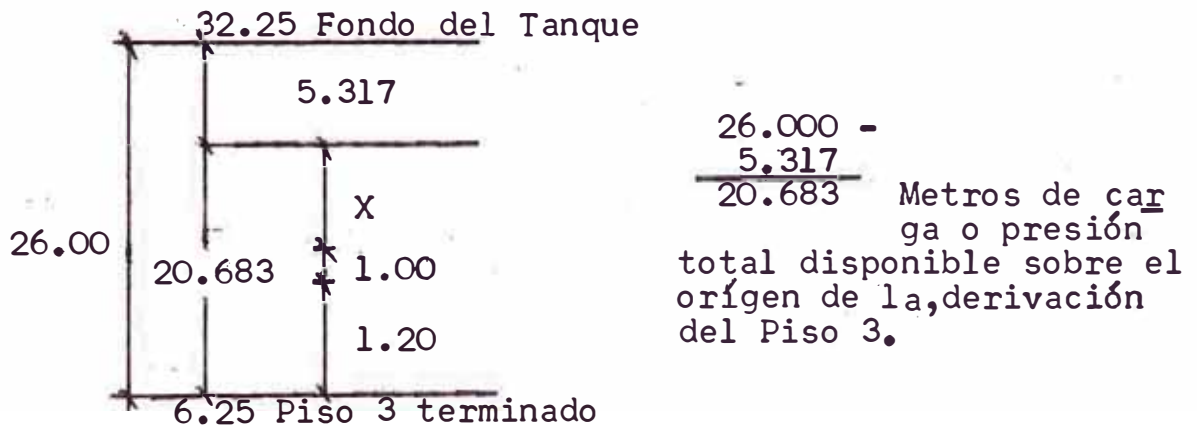 32.25 Fondo del Tanque
5.317
X
26.00
20.683
1.00
1.20
6.25 Piso 3 terminado
26.000 -
5.317
20.683 Metros de car
ga o presión
total disponible sobre el
orígen de la,derivación
del Piso 3.